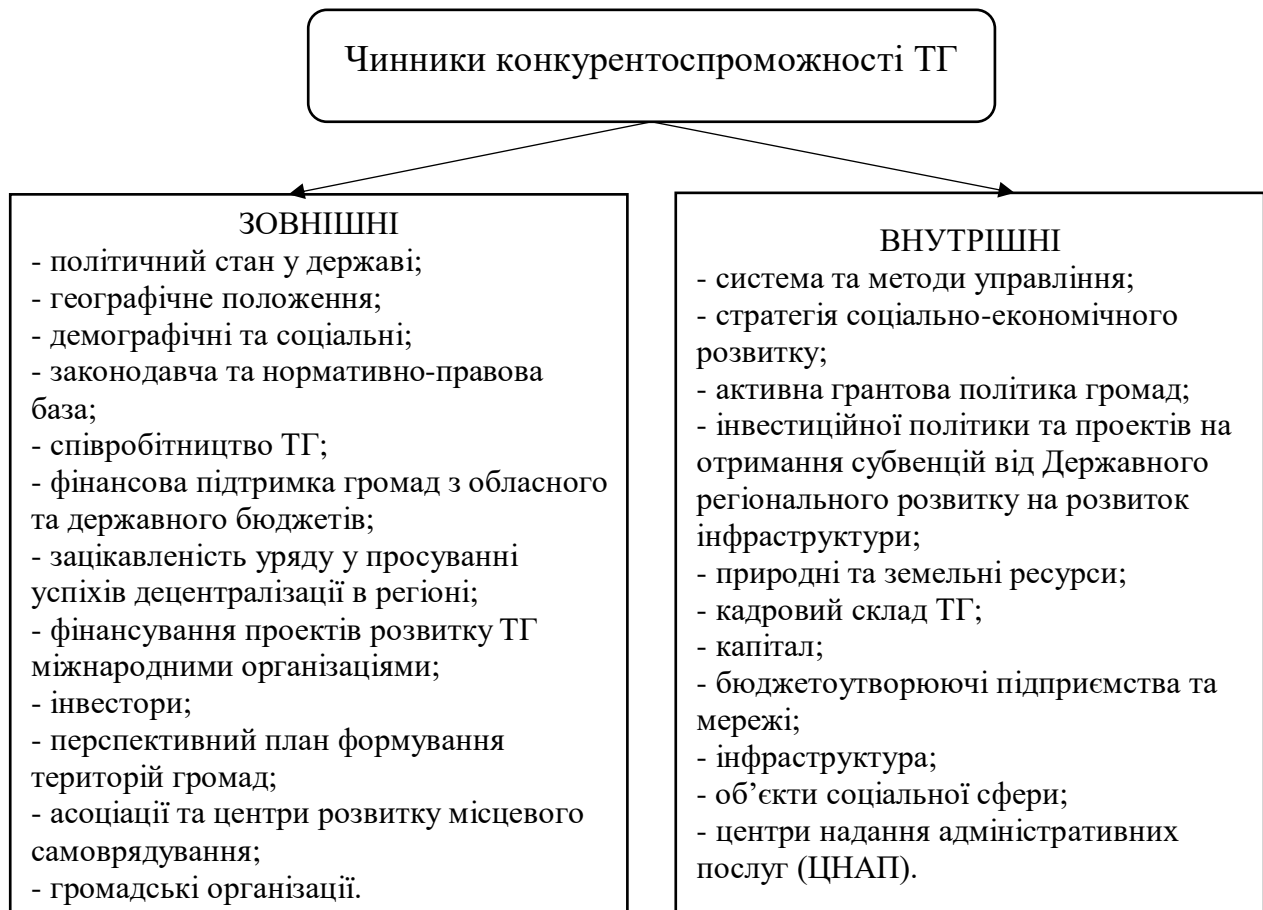 Чинники конкурентоспроможності ТГ
ЗОВНІШНІ
- політичний стан у державі;
- географічне положення;
- демографічні та соціальні;
- законодавча та нормативно-правова
база;
- співробітництво ТГ;
- фінансова підтримка громад з обласного
та державного бюджетів;
- зацікавленість уряду у просуванні
успіхів децентралізації в регіоні;
- фінансування проектів розвитку ТГ
міжнародними організаціями;
- інвестори;
- перспективний план формування
територій громад;
- асоціації та центри розвитку місцевого
самоврядування;
- громадські організації.
ВНУТРІШНІ
- система та методи управління;
- стратегія соціально-економічного
розвитку;
- активна грантова політика громад;
- інвестиційної політики та проектів на
отримання субвенцій від Державного
регіонального розвитку на розвиток
інфраструктури;
- природні та земельні ресурси;
- кадровий склад ТГ;
- капітал;
- бюджетоутворюючі підприємства та
мережі;
- інфраструктура;
- об’єкти соціальної сфери;
- центри надання адміністративних
послуг (ЦНАП).